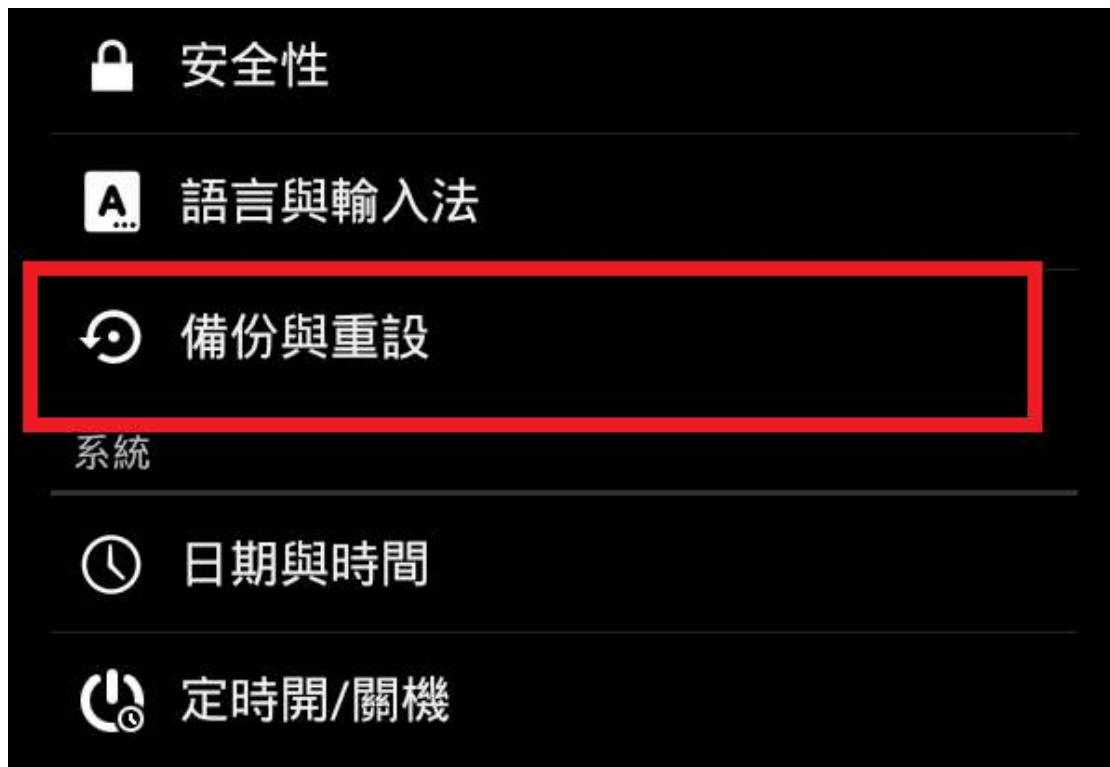 安全性
語言與輸入法
備份與重設
系統
日期與時間
定時開/關機